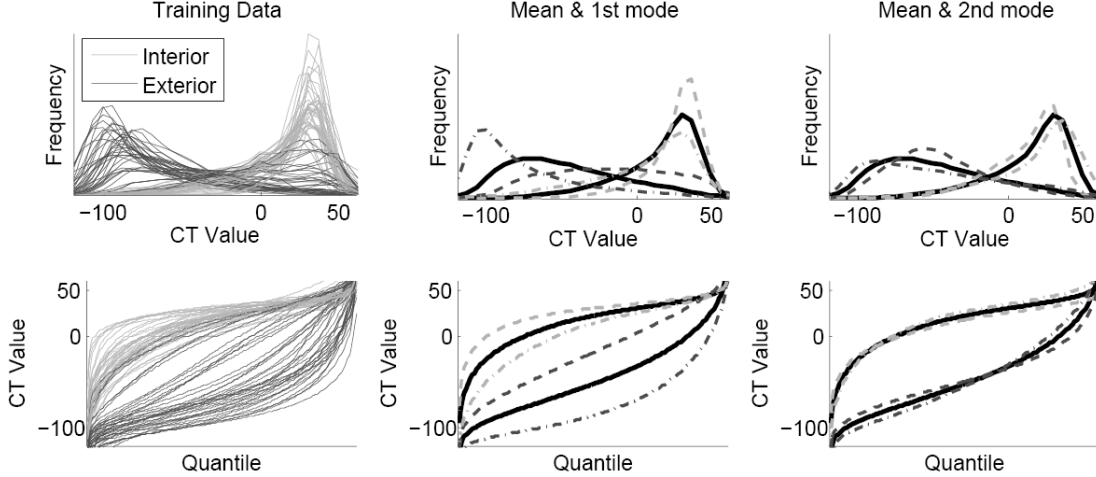 Training Data
Mean & 1st mode
Mean & 2nd mode
Interior
Exterior
Frequency
−100 0 50
CT Value
Frequency
−100 0 50
CT Value
Frequency
−100 0 50
CT Value
CT Value
50
0
−100
Quantile
CT Value
50
0
−100
Quantile
CT Value
50
0
−100
Quantile